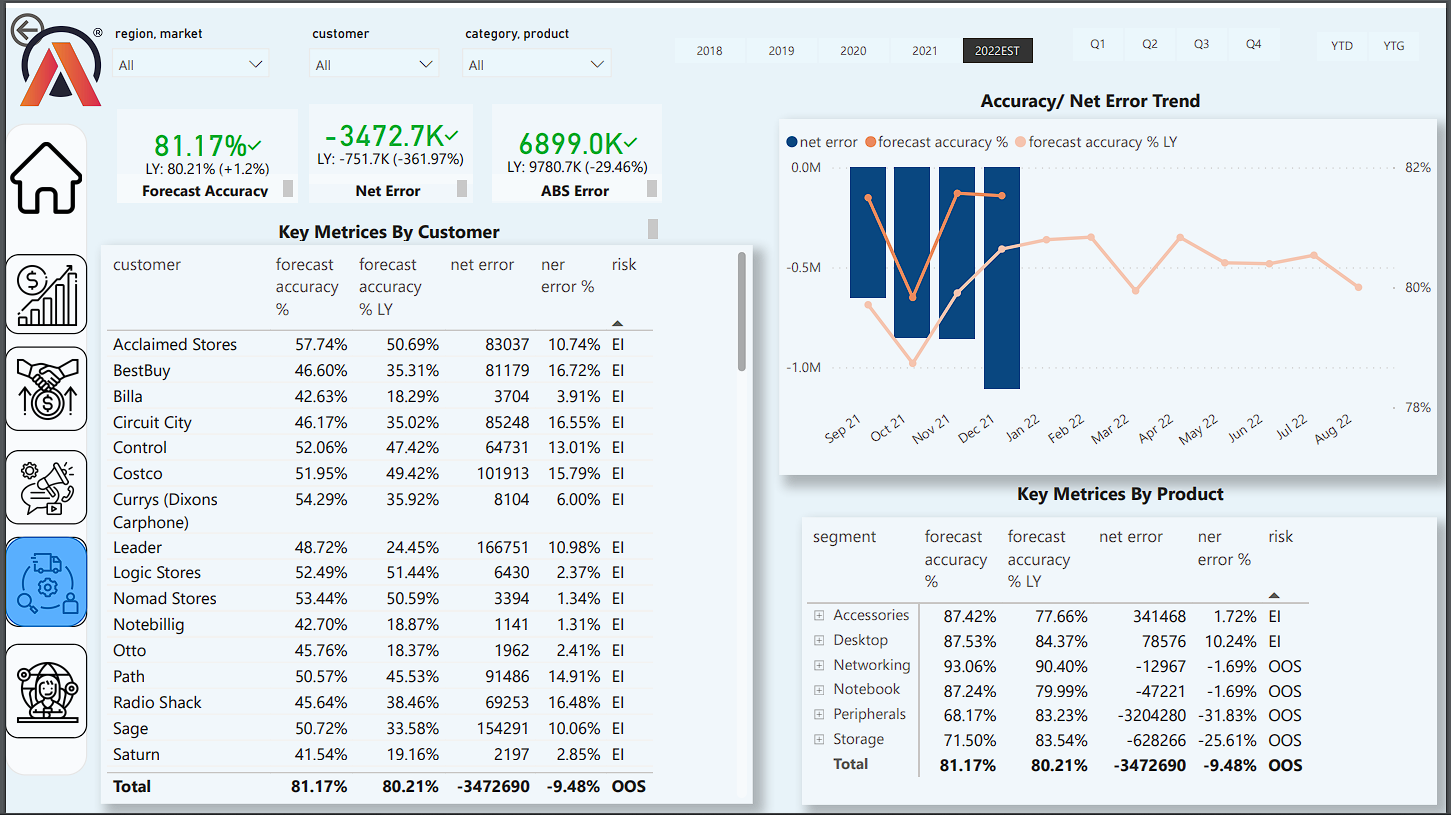 region, market
customer
category, product
All
All
All
2018 2019 2020 2021 2022EST
Q1 Q2 Q3 Q4
YTD YTG
®
81.17%
LY: 80.21% (+1.2%)
Forecast Accuracy
-3472.7K
LY: -751.7K (-361.97%)
Net Error
6899.0K
LY: 9780.7K (-29.46%)
ABS Error
Key Metrices By Customer
customer forecast accuracy % forecast accuracy % LY net error ner error % risk
Acclaimed Stores 57.74% 50.69% 83037 10.74% EI
BestBuy 46.60% 35.31% 81179 16.72% EI
Billa 42.63% 18.29% 3704 3.91% EI
Circuit City 46.17% 35.02% 85248 16.55% EI
Control 52.06% 47.42% 64731 13.01% EI
Costco 51.95% 49.42% 101913 15.79% EI
Currys (Dixons Carphone) 54.29% 35.92% 8104 6.00% EI
Leader 48.72% 24.45% 166751 10.98% EI
Logic Stores 52.49% 51.44% 6430 2.37% EI
Nomad Stores 53.44% 50.59% 3394 1.34% EI
Notebillig 42.70% 18.87% 1141 1.31% EI
Otto 45.76% 18.37% 1962 2.41% EI
Path 50.57% 45.53% 91486 14.91% EI
Radio Shack 45.64% 38.46% 69253 16.48% EI
Sage 50.72% 33.58% 154291 10.06% EI
Saturn 41.54% 19.16% 2197 2.85% EI
Total 81.17% 80.21% -3472690 -9.48% OOS
Accuracy/ Net Error Trend
net error forecast accuracy % forecast accuracy % LY
0.0M
-0.5M
-1.0M
82%
80%
78%
Sep 21 Oct 21 Nov 21 Dec 21 Jan 22 Feb 22 Mar 22 Apr 22 May 22 Jun 22 Jul 22 Aug 22
Key Metrices By Product
segment forecast accuracy % forecast accuracy % LY net error ner error % risk
Accessories 87.42% 77.66% 341468 1.72% EI
Desktop 87.53% 84.37% 78576 10.24% EI
Networking 93.06% 90.40% -12967 -1.69% OOS
Notebook 87.24% 79.99% -47221 -1.69% OOS
Peripherals 68.17% 83.23% -3204280 -31.83% OOS
Storage 71.50% 83.54% -628266 -25.61% OOS
Total 81.17% 80.21% -3472690 -9.48% OOS